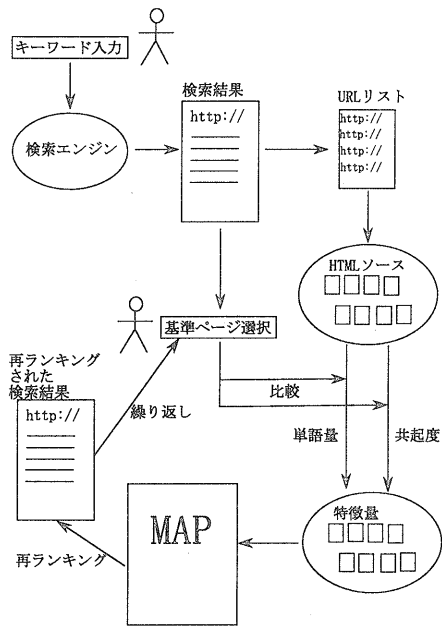 キーワード入力
検索エンジン
検索結果
http://
URLリスト
http://
http://
http://
http://
HTMLソース
基準ページ選択
再ランキング
された
検索結果
http://
繰り返し
比較
単語量
共起度
特徴量
MAP
再ランキング